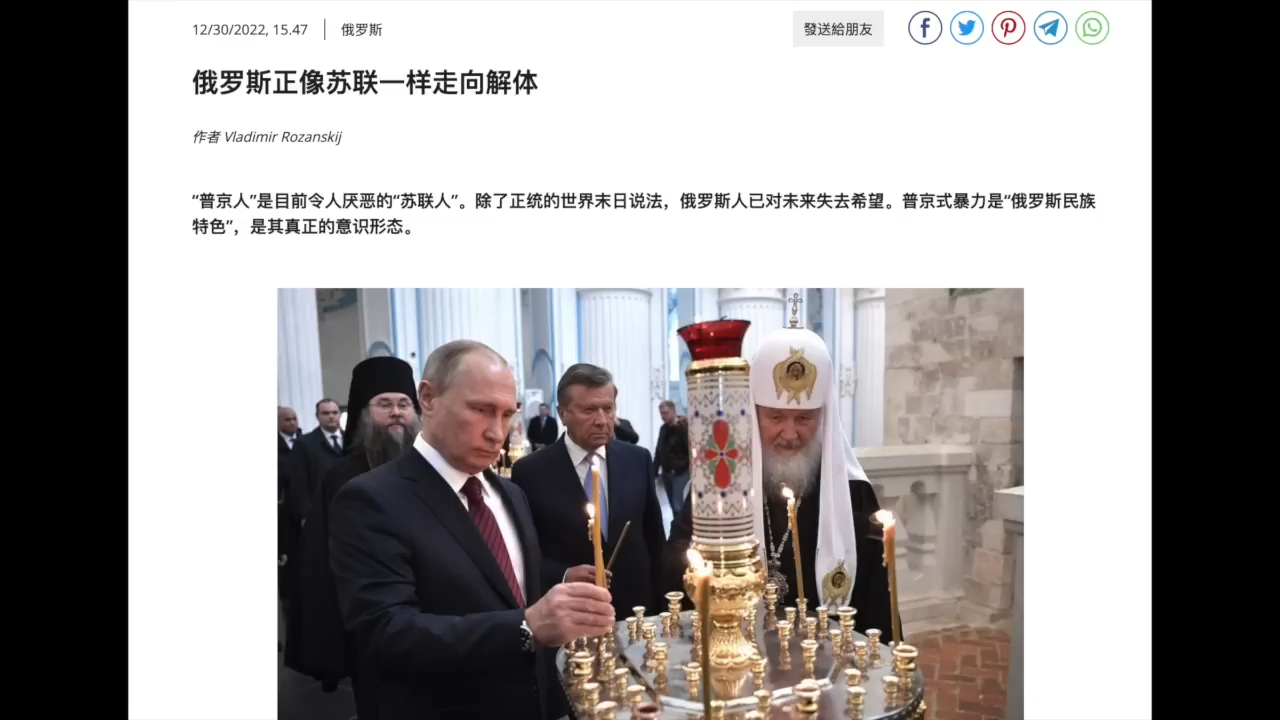 12/30/2022, 15.47 | 俄罗斯
發送給朋友
俄罗斯正像苏联一样走向解体
作者 Vladimir Rozanskij
“普京人”是目前令人厌恶的“苏联人”。除了正统的世界末日说法，俄罗斯人已对未来失去希望。普京式暴力是“俄罗斯民族
特色”，是其真正的意识形态。